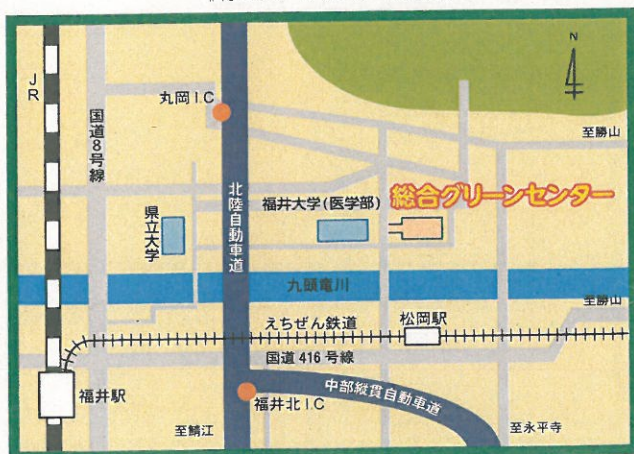 N
JR
丸岡I.C
国道8号線
至勝山
北陸自動車道
福井大学(医学部)
総合グリーンセンター
県立大学
九頭竜川
至勝山
えちぜん鉄道
松岡駅
国道416号線
福井駅
福井北I.C
中部縦貫自動車道
至鯖江
至永平寺